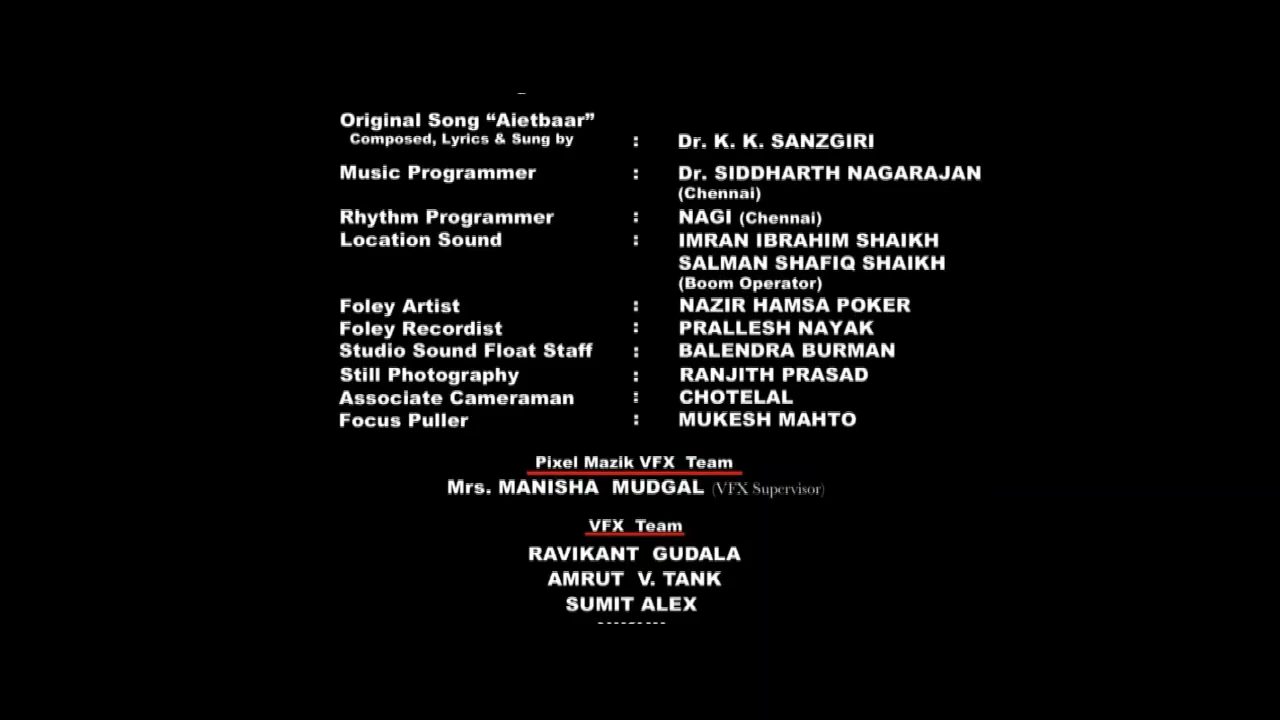 Original Song “Aietbaar”
Composed, Lyrics & Sung by : Dr. K. K. SANZGIRI
Music Programmer : Dr. SIDDHARTH NAGARAJAN
(Chennai)
Rhythm Programmer : NAGI (Chennai)
Location Sound : IMRAN IBRAHIM SHAIKH
SALMAN SHAFIQ SHAIKH
(Boom Operator)
Foley Artist : NAZIR HAMSA POKER
Foley Recordist : PRALLESH NAYAK
Studio Sound Float Staff : BALENDRA BURMAN
Still Photography : RANJITH PRASAD
Associate Cameraman : CHOTELAL
Focus Puller : MUKESH MAHTO
Pixel Mazik VFX Team
Mrs. MANISHA MUDGAL (VFX Supervisor)
VFX Team
RAVIKANT GUDALA
AMRUT V. TANK
SUMIT ALEX